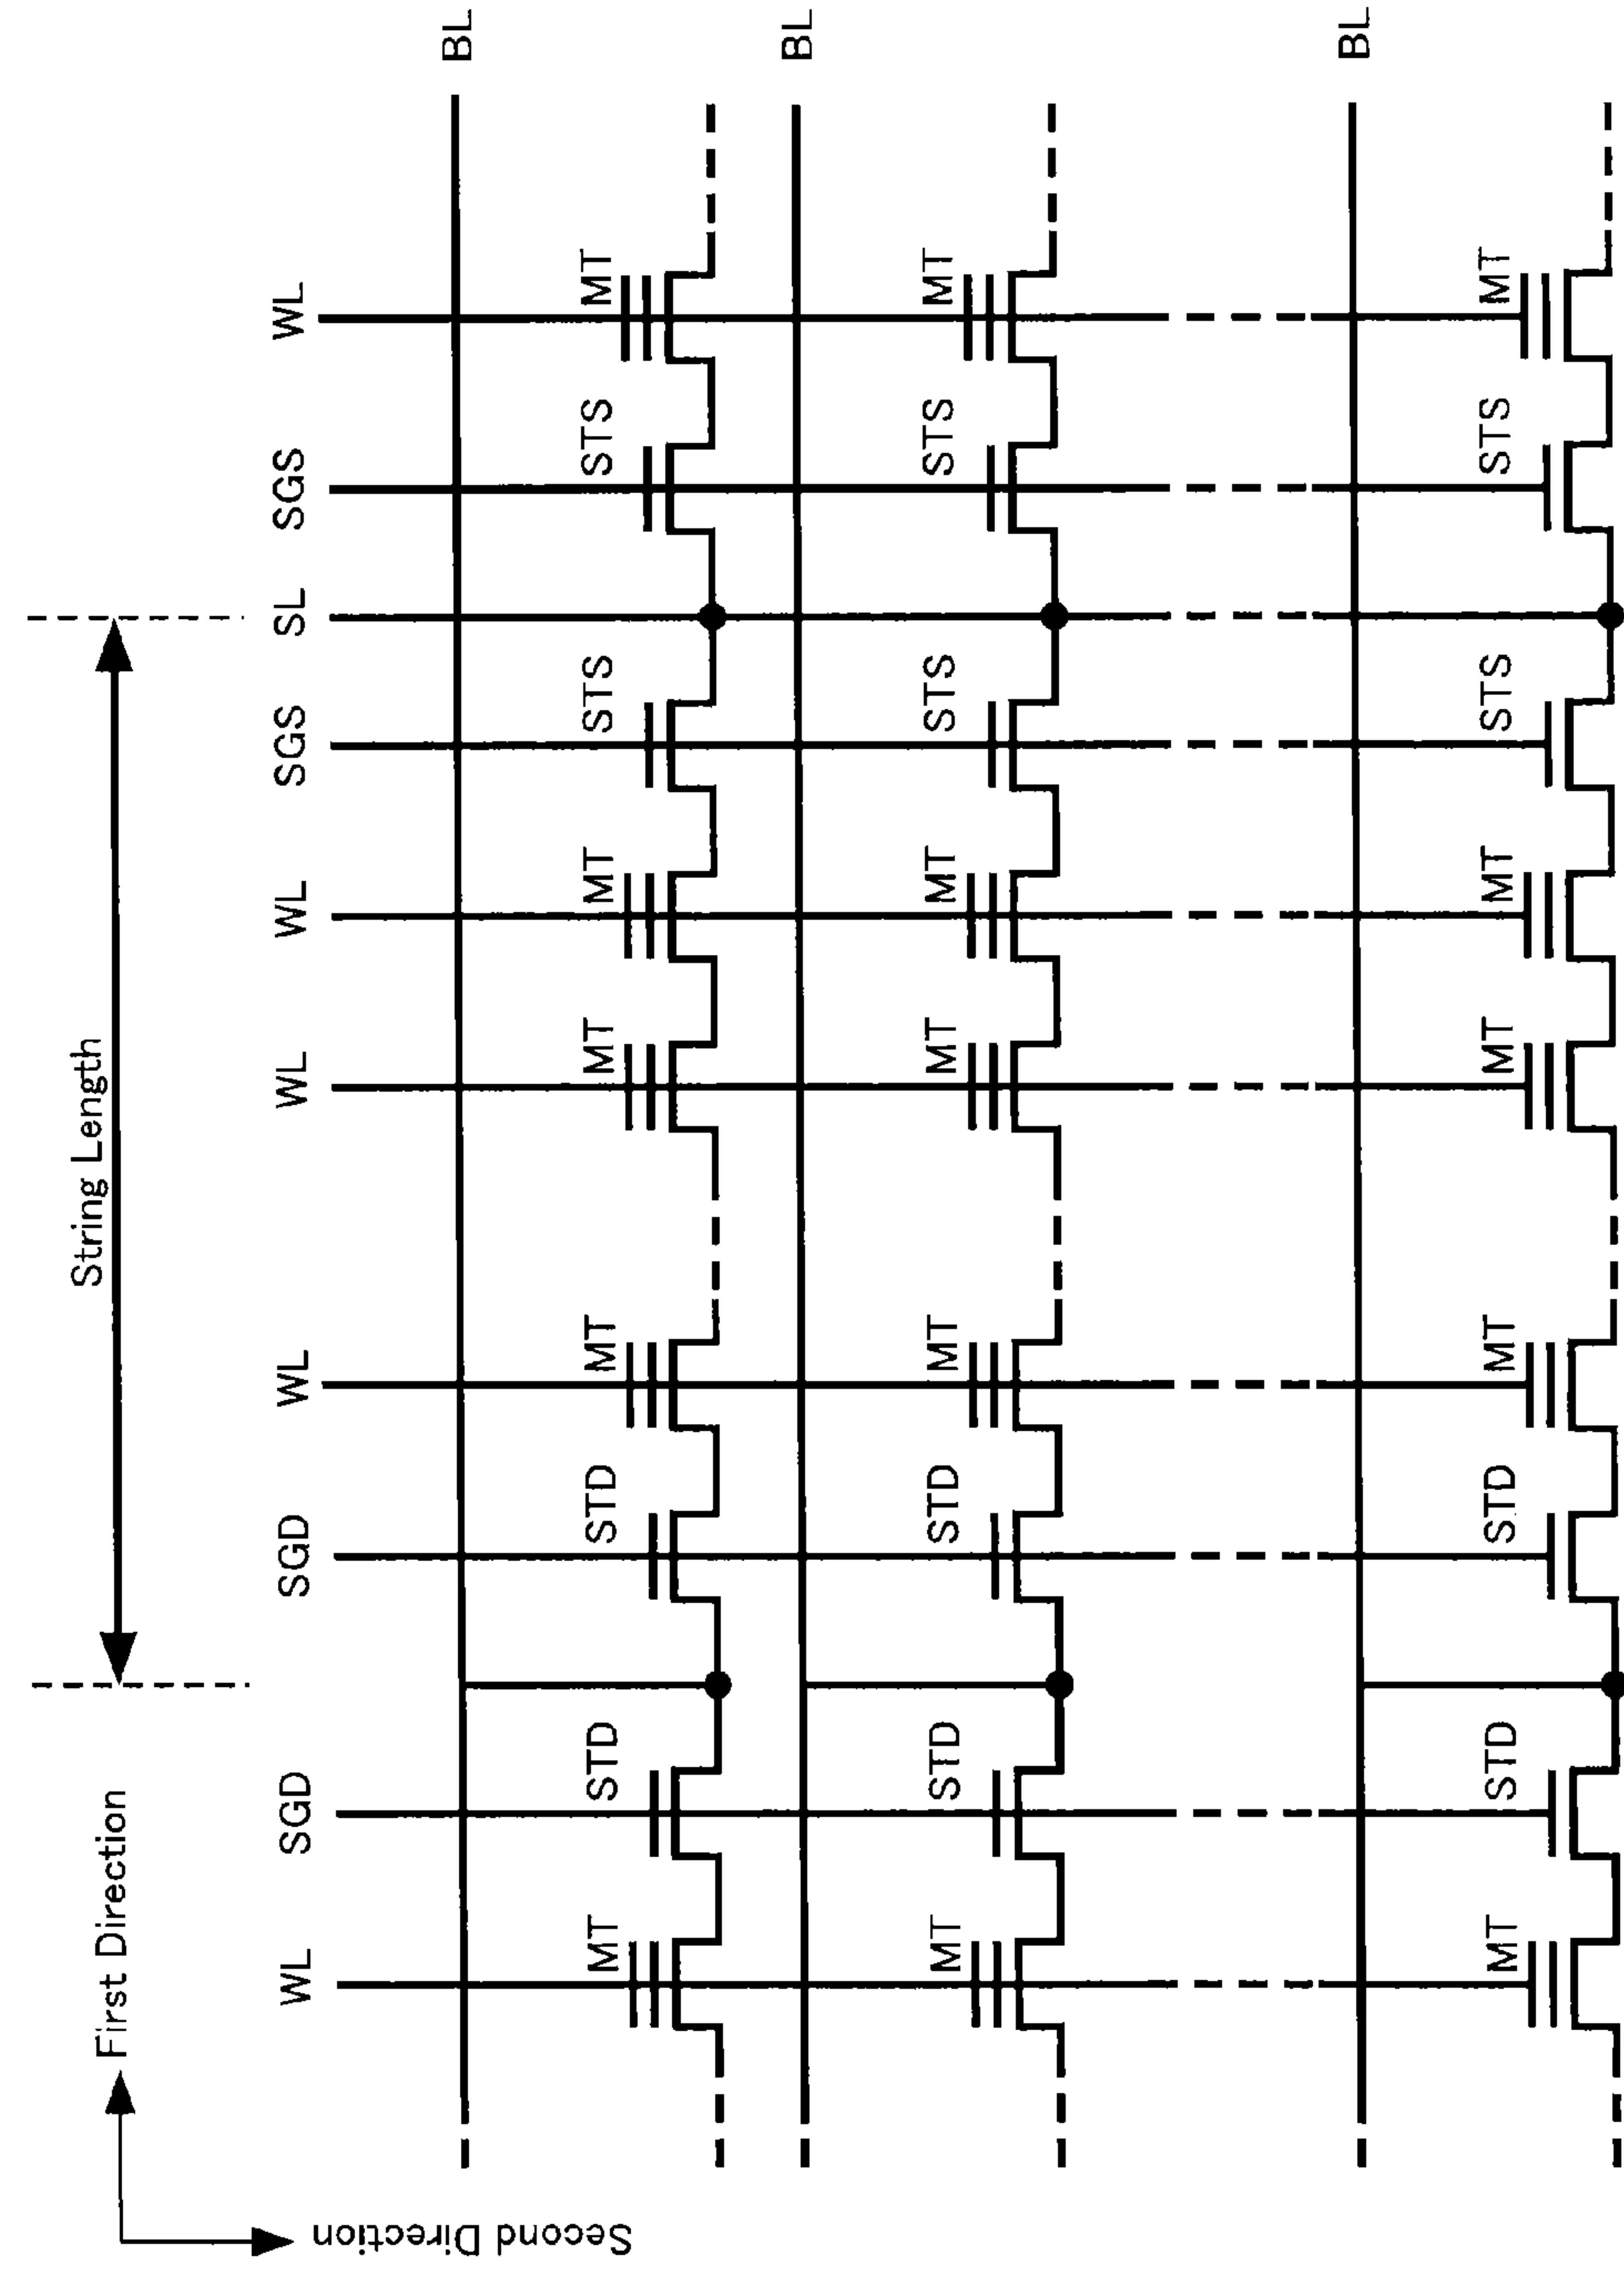 String Length
First Direction
Second Direction
WL SGD SGD WL WL WL SGS SL SGS WL
BL
MT STD STD MT MT MT STS STS MT
BL
MT STD STD MT MT MT STS STS MT
BL
MT STD STD MT MT MT STS STS MT